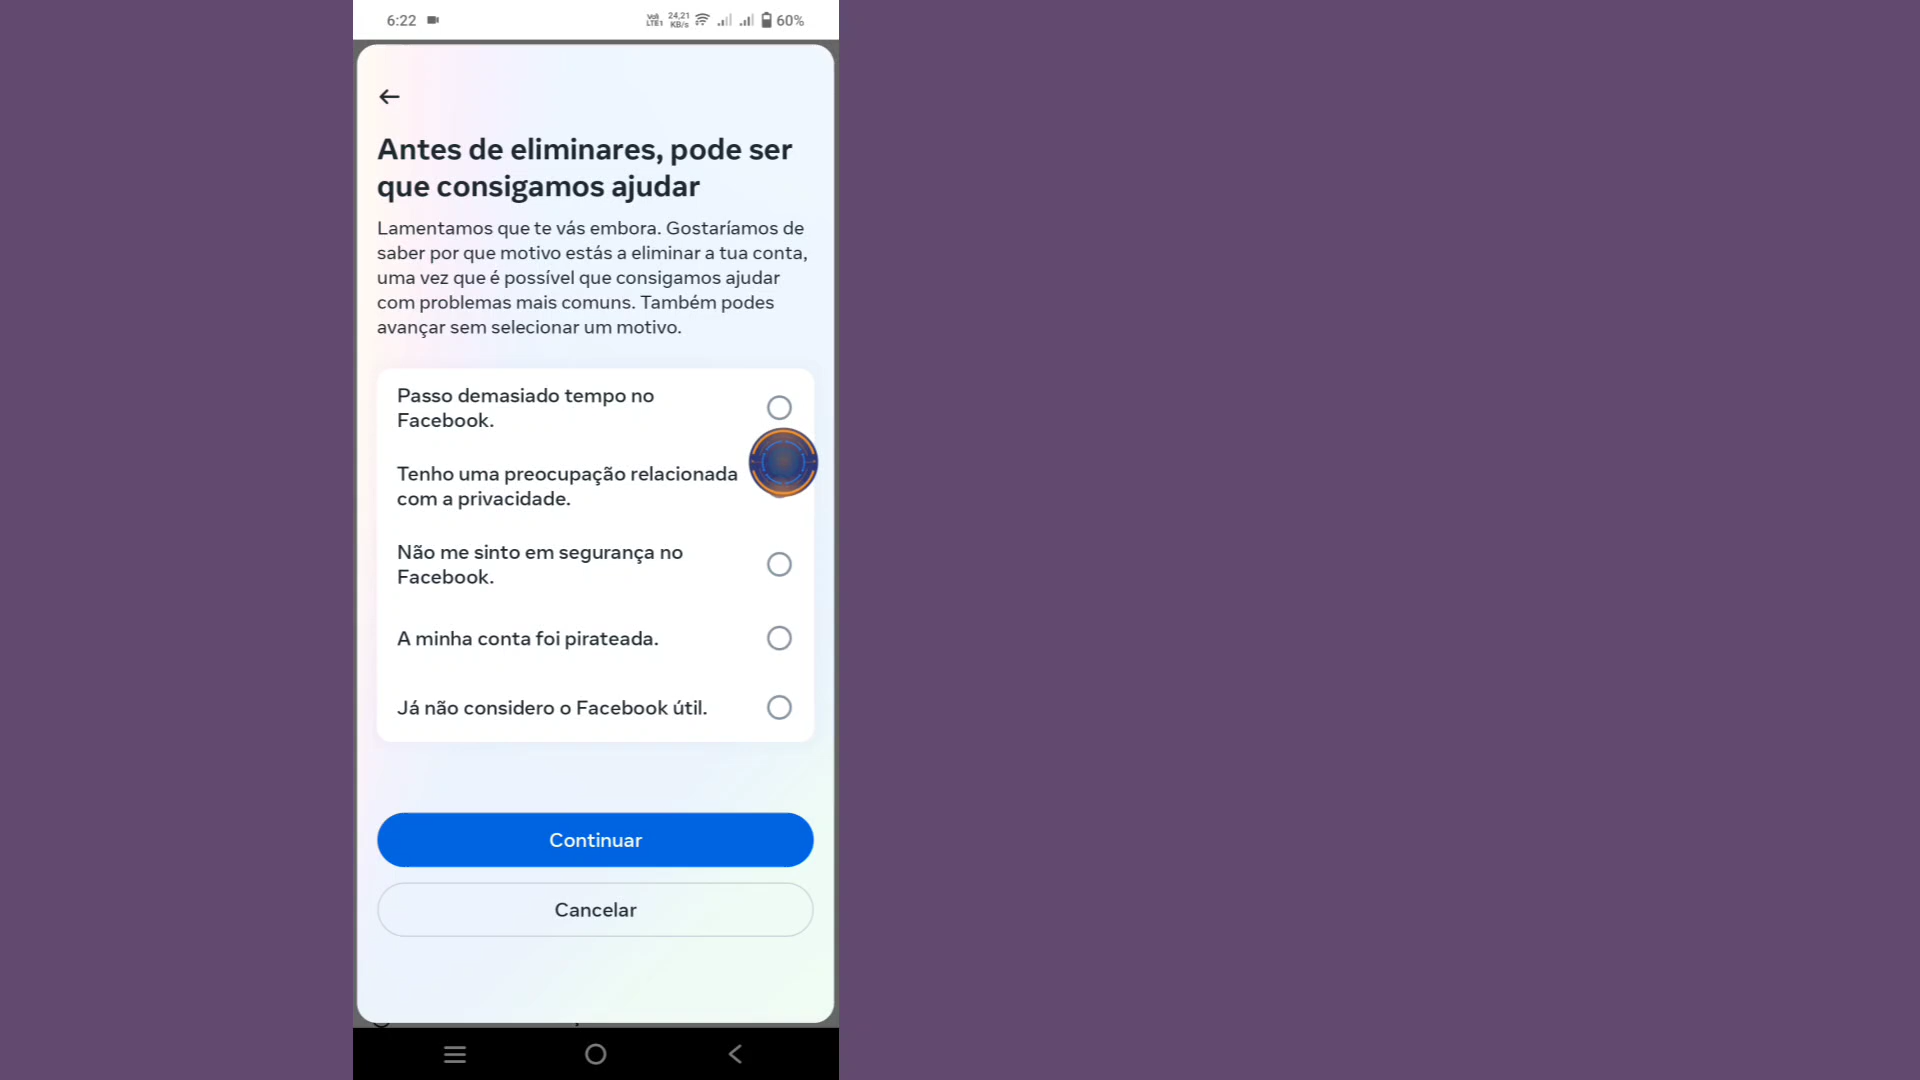 6:22
Vo)) LTE1
24,21 KB/s
60%
Antes de eliminares, pode ser
que consigamos ajudar
Lamentamos que te vás embora. Gostaríamos de
saber por que motivo estás a eliminar a tua conta,
uma vez que é possível que consigamos ajudar
com problemas mais comuns. Também podes
avançar sem selecionar um motivo.
Passo demasiado tempo no
Facebook.
Tenho uma preocupação relacionada
com a privacidade.
Não me sinto em segurança no
Facebook.
A minha conta foi pirateada.
Já não considero o Facebook útil.
Continuar
Cancelar